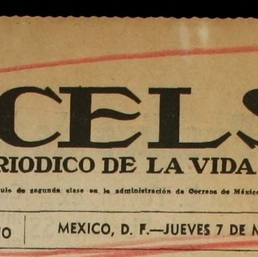 CELS
RIODICO DE LA VIDA
ulo de segunda clase en la administración de Correos de México
NO MEXICO, D. F.—JUEVES 7 DE M